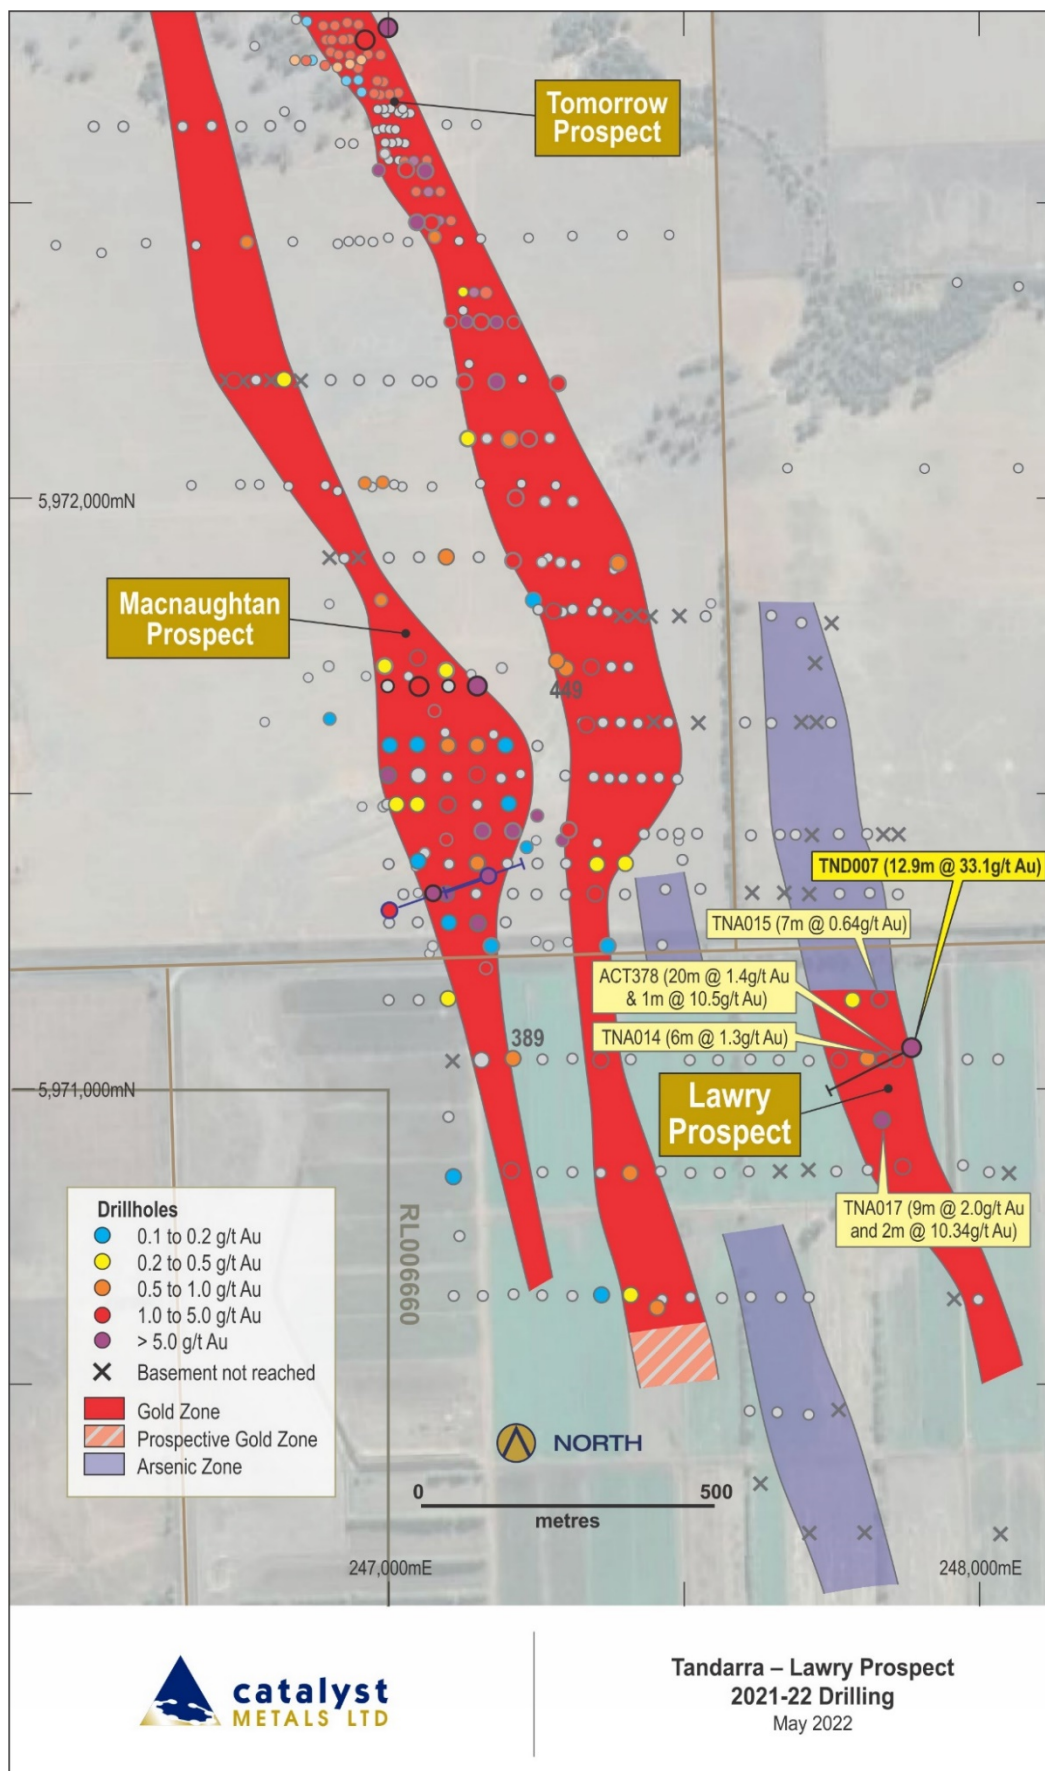 Tomorrow
Prospect
5,972,000mN
Macnaughtan
Prospect
449
TND007 (12.9m @ 33.1g/t Au)
TNA015 (7m @ 0.64g/t Au)
ACT378 (20m @ 1.4g/t Au
& 1m @ 10.5g/t Au)
TNA014 (6m @ 1.3g/t Au)
389
5,971,000mN
Lawry
Prospect
TNA017 (9m @ 2.0g/t Au
and 2m @ 10.34g/t Au)
RL006660
Drillholes
0.1 to 0.2 g/t Au
0.2 to 0.5 g/t Au
0.5 to 1.0 g/t Au
1.0 to 5.0 g/t Au
> 5.0 g/t Au
Basement not reached
Gold Zone
Prospective Gold Zone
Arsenic Zone
NORTH
0 500
metres
247,000mE
248,000mE
catalyst
METALS LTD
Tandarra – Lawry Prospect
2021-22 Drilling
May 2022